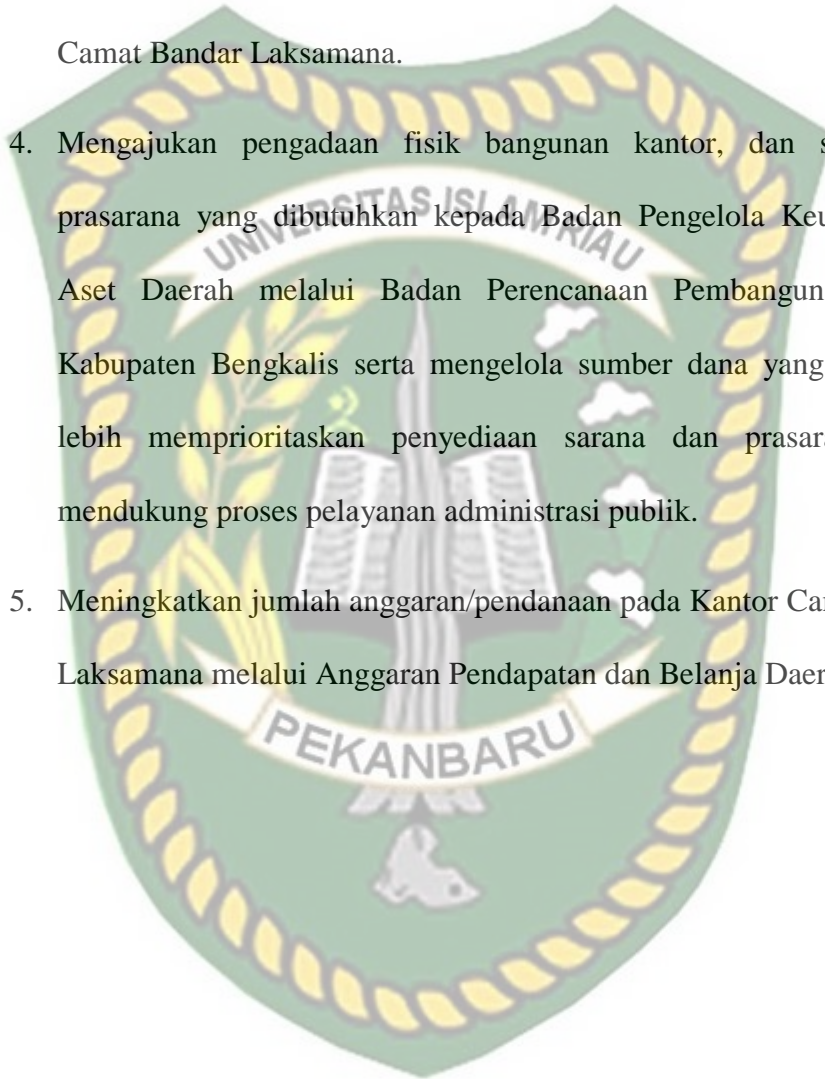 Camat Bandar Laksamana.
4. Mengajukan pengadaan fisik bangunan kantor, dan
prasarana yang dibutuhkan kepada Badan Pengelola
Aset Daerah melalui Badan Perencanaan
Kabupaten Bengkalis serta mengelola sumber dana yang
lebih memprioritaskan penyediaan sarana dan
mendukung proses pelayanan administrasi publik.
5. Meningkatkan jumlah anggaran/pendanaan pada Kantor
Laksamana melalui Anggaran Pendapatan dan Belanja
UNIVERSITAS ISLAM RIAU
PEKANBARU